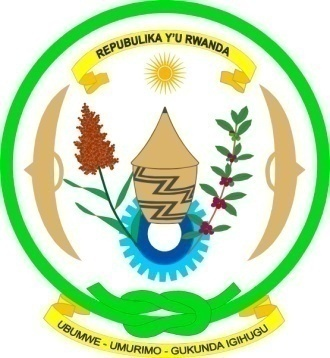 REPUBULIKA Y'U RWANDA
UBUMWE - UMURIMO - GUKUNDA IGIHUGU